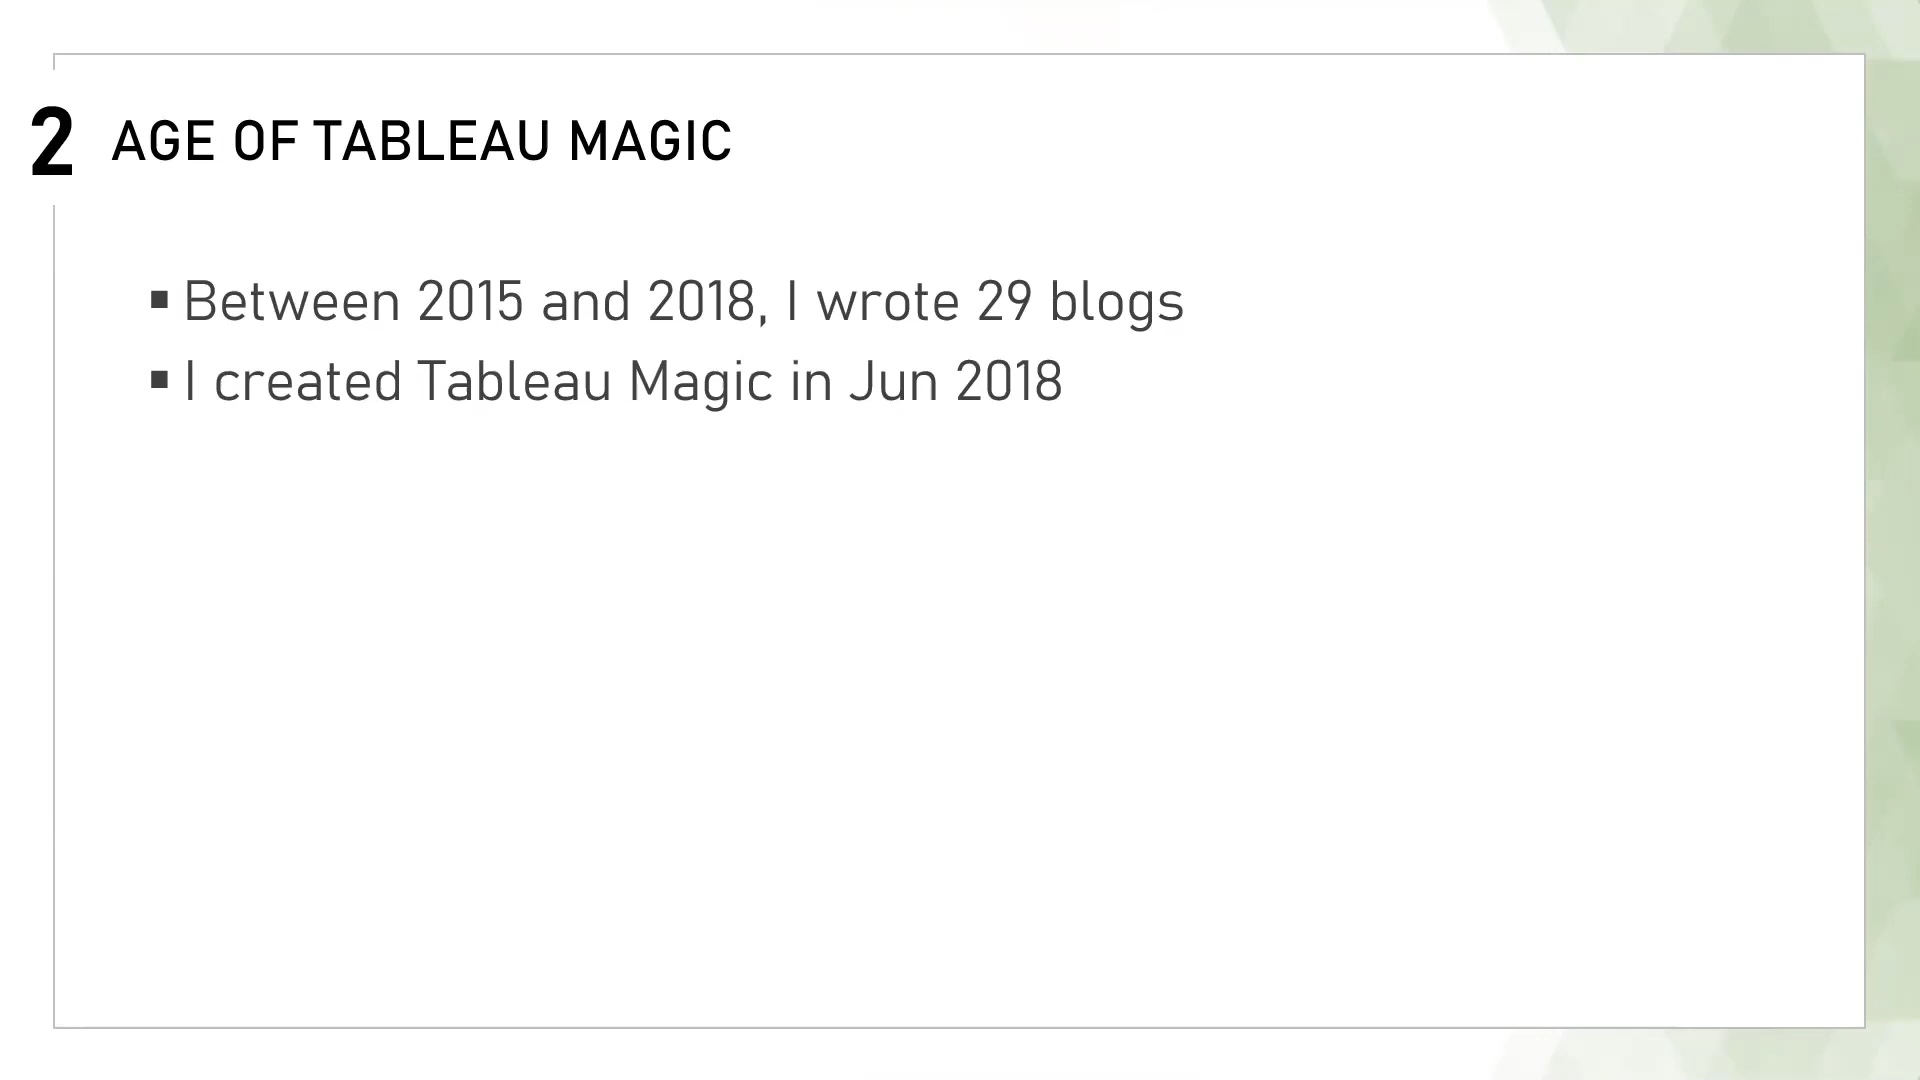 2 AGE OF TABLEAU MAGIC
▪ Between 2015 and 2018, I wrote 29 blogs
▪ I created Tableau Magic in Jun 2018